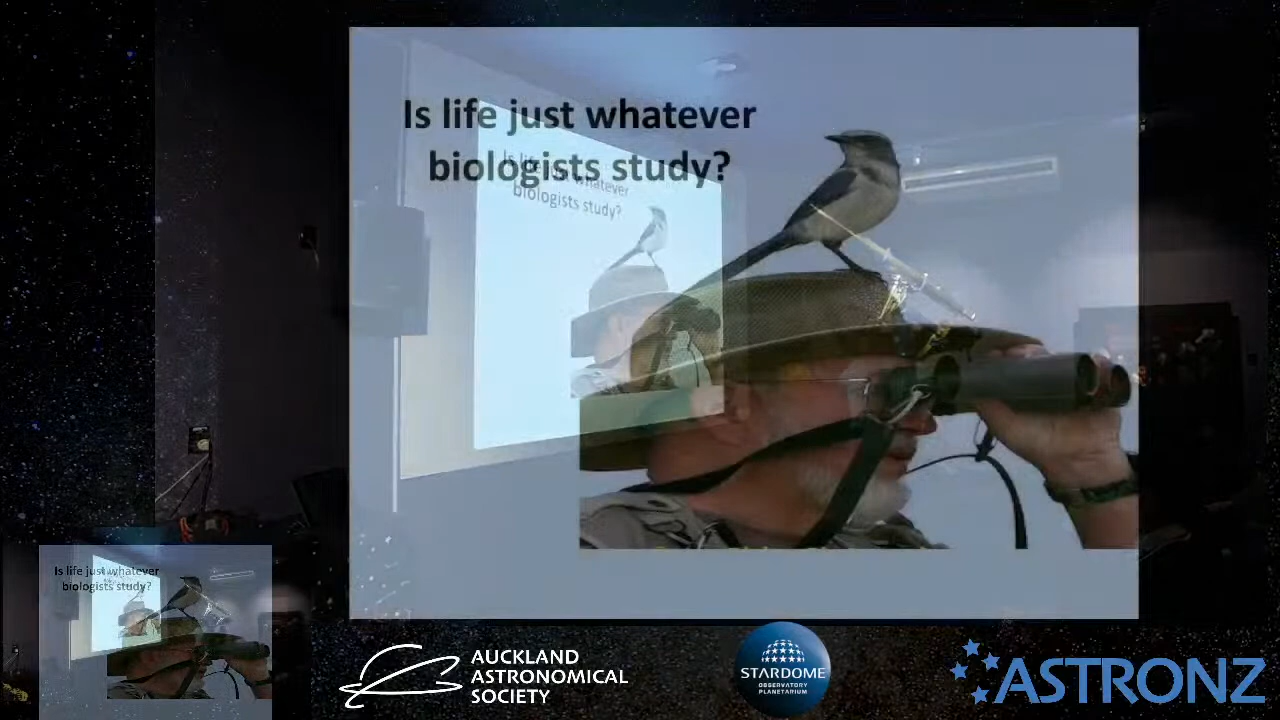 Is life just whatever
biologists study?
Is life just whatever
biologists study?
Is life just whatever
biologists study?
AUCKLAND
ASTRONOMICAL
SOCIETY
STARDOME
OBSERVATORY
PLANETARIUM
ASTRONZ